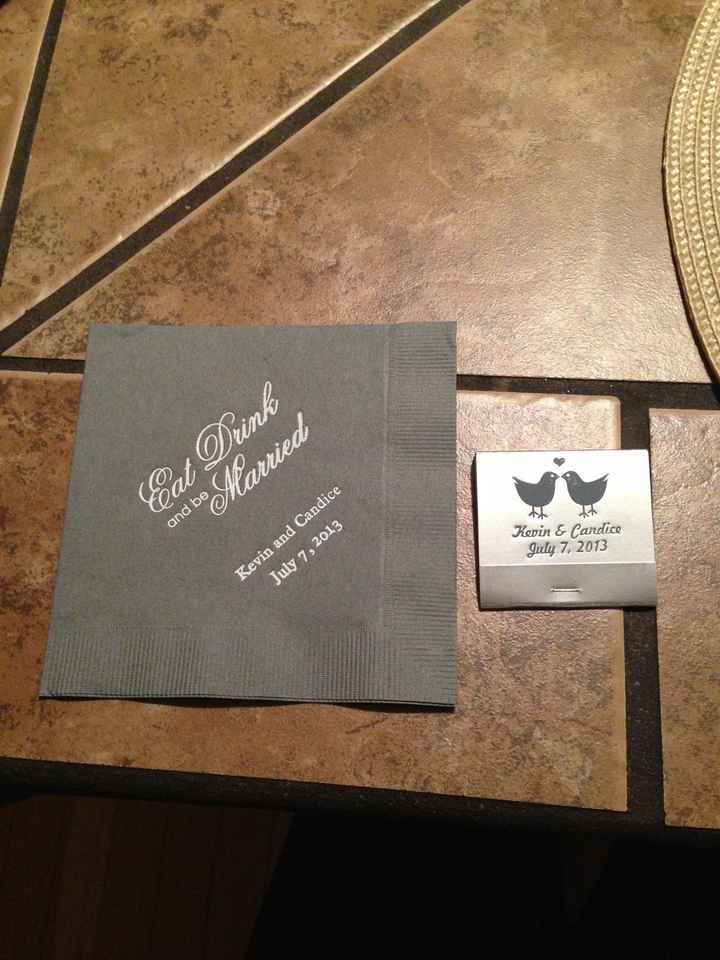 Eat Drink
and be Married
Kevin and Candice
July 7, 2013
Kevin & Candice
July 7, 2013